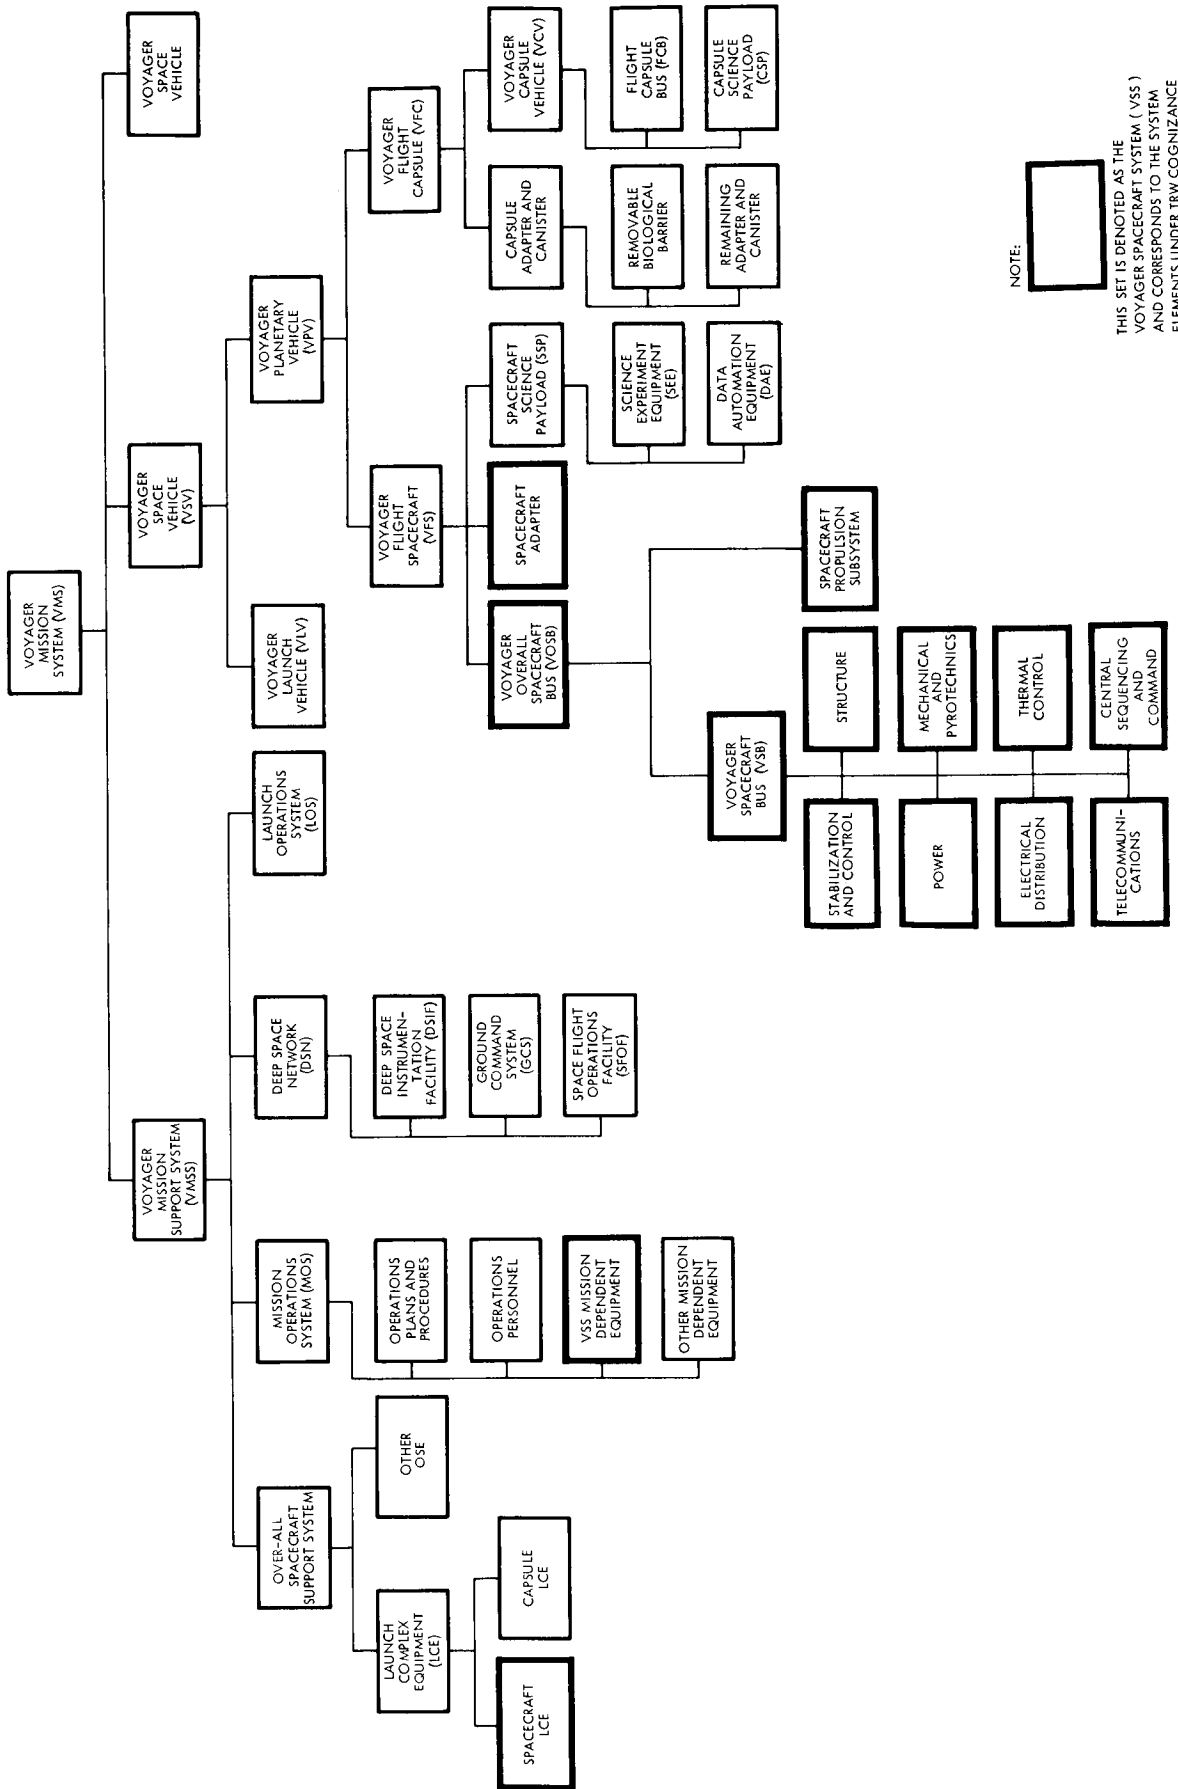 VOYAGER
MISSION
SYSTEM (VMS)
VOYAGER
MISSION
SUPPORT SYSTEM
(VMSS)
VOYAGER
SPACE
VEHICLE
(VSV)
VOYAGER
SPACE
VEHICLE
OVER-ALL
SPACECRAFT
SUPPORT SYSTEM
MISSION
OPERATIONS
SYSTEM (MOS)
DEEP SPACE
NETWORK
(DSN)
LAUNCH
OPERATIONS
SYSTEM
(LOS)
VOYAGER
LAUNCH
VEHICLE (VLV)
VOYAGER
PLANETARY
VEHICLE
(VPV)
LAUNCH
COMPLEX
EQUIPMENT
(LCE)
OTHER
OSE
OPERATIONS
PLANS AND
PROCEDURES
DEEP SPACE
INSTRUMEN-
TATION
FACILITY (DSIF)
VOYAGER
FLIGHT
SPACECRAFT
(VFS)
VOYAGER
FLIGHT
CAPSULE (VFC)
OPERATIONS
PERSONNEL
GROUND
COMMAND
SYSTEM
(GCS)
SPACECRAFT
LCE
CAPSULE
LCE
VSS MISSION
DEPENDENT
EQUIPMENT
SPACE FLIGHT
OPERATIONS
FACILITY
(SFOF)
OTHER MISSION
DEPENDENT
EQUIPMENT
VOYAGER
OVERALL
SPACECRAFT
BUS (VOSB)
SPACECRAFT
ADAPTER
SPACECRAFT
SCIENCE
PAYLOAD (SSP)
CAPSULE
ADAPTER AND
CANISTER
VOYAGER
CAPSULE
VEHICLE (VCV)
SCIENCE
EXPERIMENT
EQUIPMENT
(SEE)
REMOVABLE
BIOLOGICAL
BARRIER
FLIGHT
CAPSULE
BUS (FCB)
DATA
AUTOMATION
EQUIPMENT
(DAE)
REMAINING
ADAPTER AND
CANISTER
CAPSULE
SCIENCE
PAYLOAD
(CSP)
VOYAGER
SPACECRAFT
BUS (VSB)
SPACECRAFT
PROPULSION
SUBSYSTEM
STABILIZATION
AND CONTROL
STRUCTURE
POWER
MECHANICAL
AND
PYROTECHNICS
ELECTRICAL
DISTRIBUTION
THERMAL
CONTROL
TELECOMMUNI-
CATIONS
CENTRAL
SEQUENCING
AND
COMMAND
NOTE:
THIS SET IS DENOTED AS THE
VOYAGER SPACECRAFT SYSTEM ( VSS )
AND CORRESPONDS TO THE SYSTEM
ELEMENTS UNDER TRW COGNIZANCE